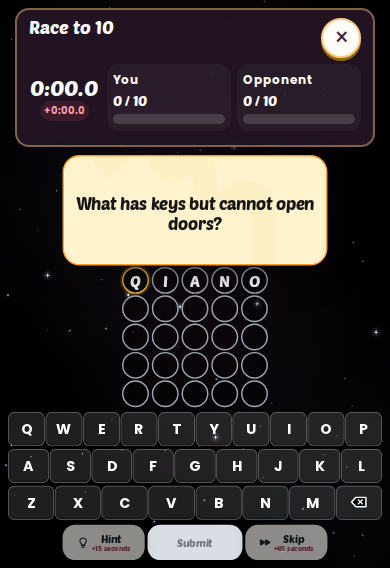 Race to 10
×
0:00.0
+0:00.0
You
0 / 10
Opponent
0 / 10
What has keys but cannot open
doors?
Q I A N O
Q W E R T Y U I O P
A S D F G H J K L
Z X C V B N M
Hint
+15 seconds
Submit
Skip
+45 seconds